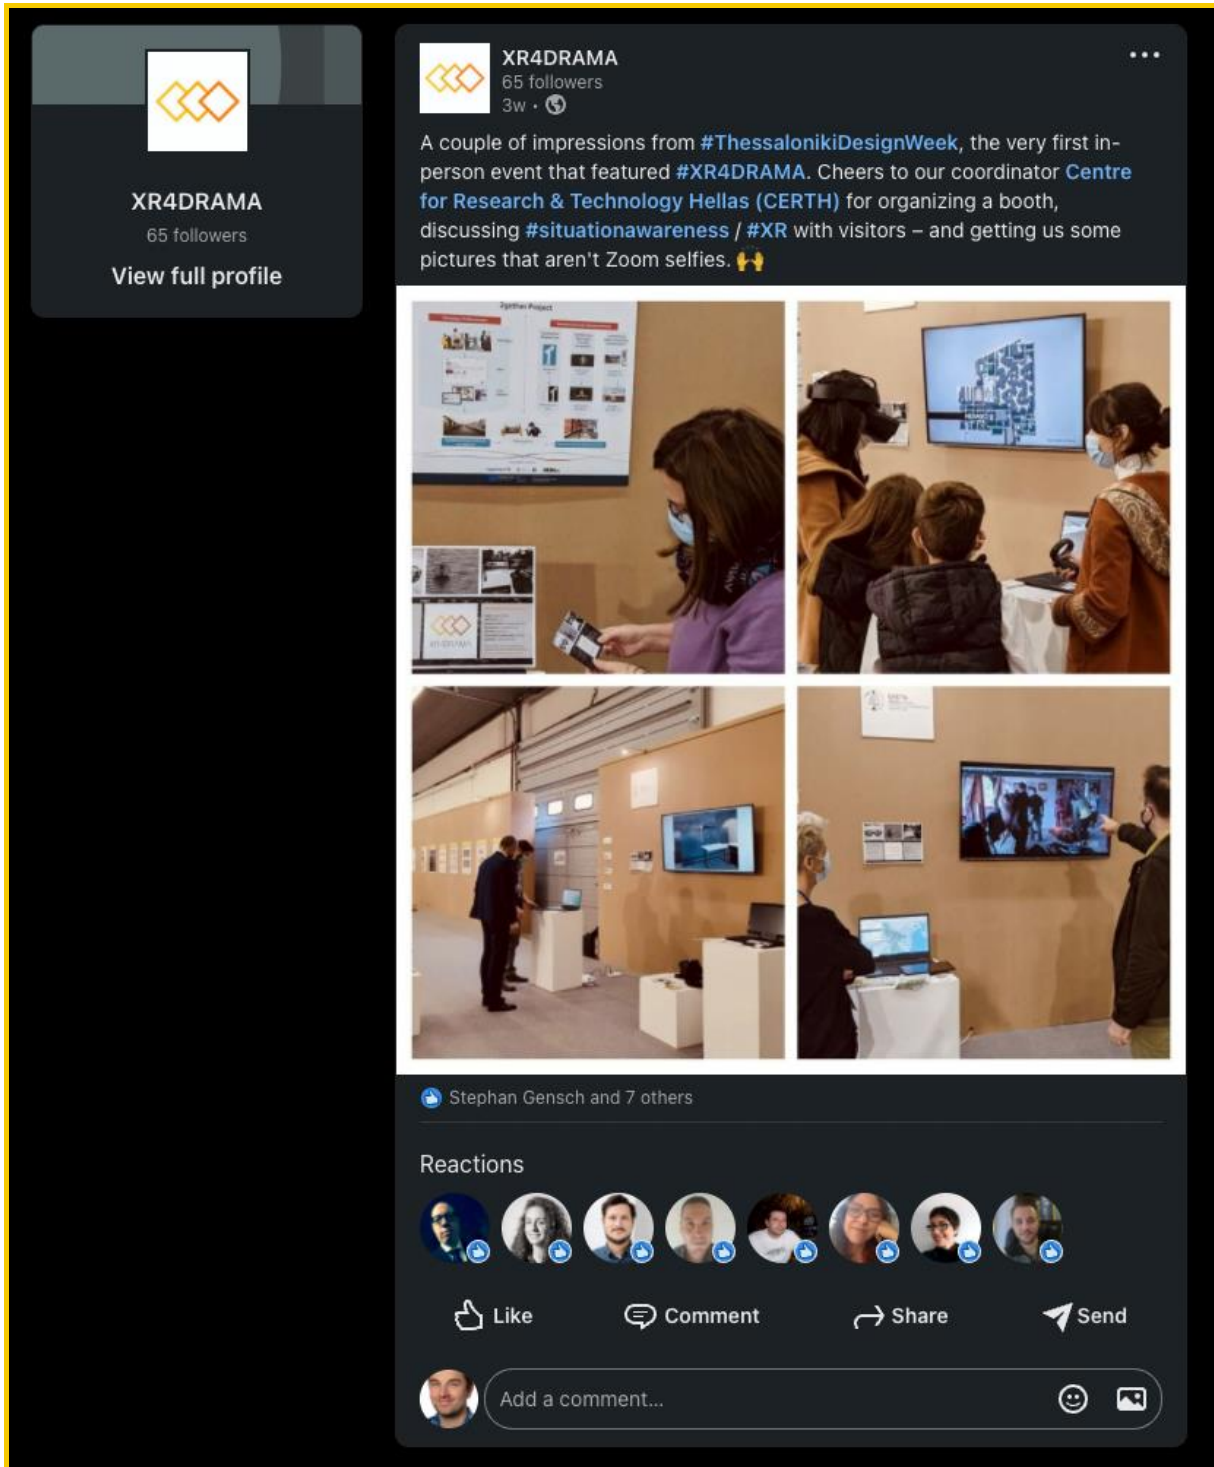 XR4DRAMA
65 followers
View full profile
XR4DRAMA
65 followers
3w •
A couple of impressions from #ThessalonikiDesignWeek, the very first in-
person event that featured #XR4DRAMA. Cheers to our coordinator Centre
for Research & Technology Hellas (CERTH) for organizing a booth,
discussing #situationawareness / #XR with visitors – and getting us some
pictures that aren't Zoom selfies. 🙌
XR4DRAMA
Stephan Gensch and 7 others
Reactions
Like
Comment
Share
Send
Add a comment...